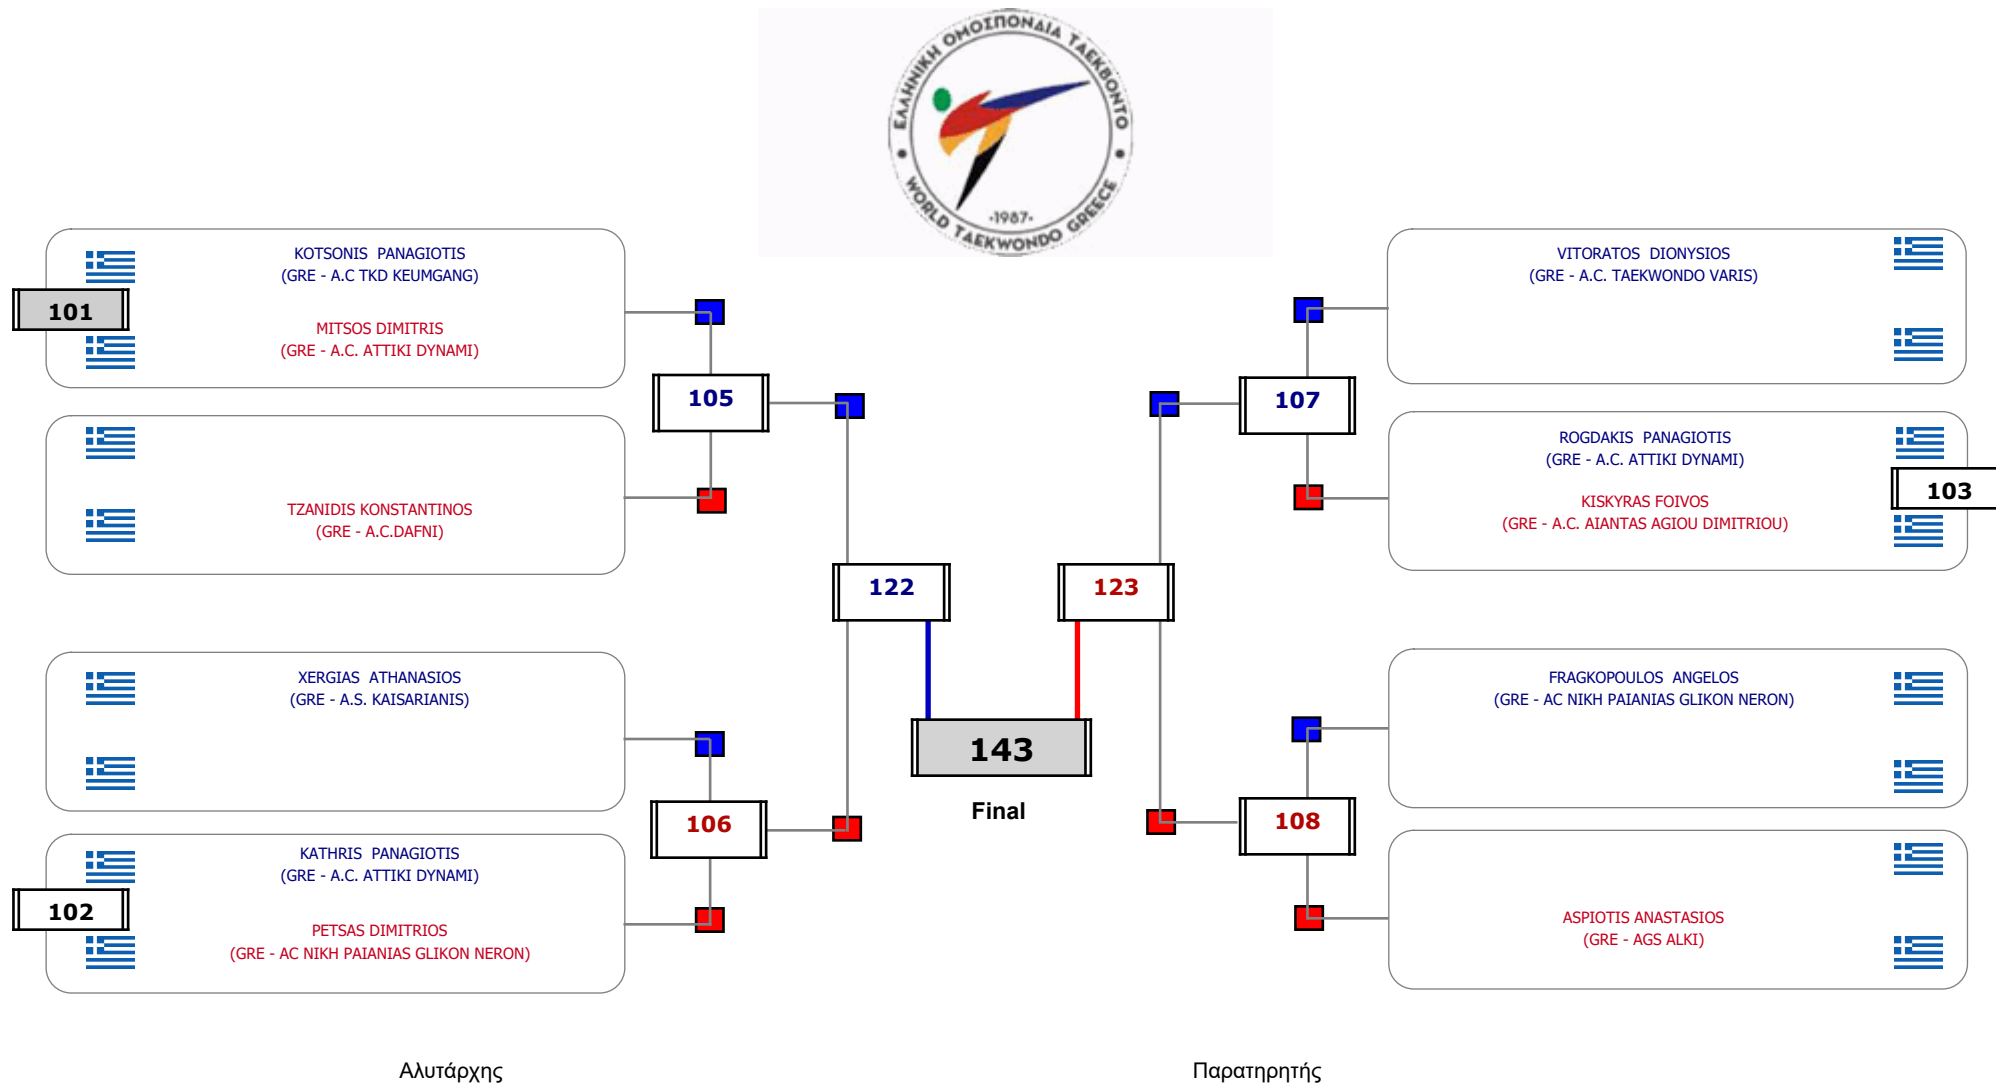 ΕΛΛΗΝΙΚΗ ΟΜΟΣΠΟΝΔΙΑ ΤΑΕΚΒΟΝΤΟ
·1987·
WORLD TAEKWONDO GREECE
KOTSONIS PANAGIOTIS
(GRE - A.C TKD KEUMGANG)
101
MITSOS DIMITRIS
(GRE - A.C. ATTIKI DYNAMI)
105
TZANIDIS KONSTANTINOS
(GRE - A.C.DAFNI)
122
XERGIAS ATHANASIOS
(GRE - A.S. KAISARIANIS)
106
KATHRIS PANAGIOTIS
(GRE - A.C. ATTIKI DYNAMI)
102
PETSAS DIMITRIOS
(GRE - AC NIKH PAIANIAS GLIKON NERON)
143
Final
VITORATOS DIONYSIOS
(GRE - A.C. TAEKWONDO VARIS)
107
ROGDAKIS PANAGIOTIS
(GRE - A.C. ATTIKI DYNAMI)
103
KISKYRAS FOIVOS
(GRE - A.C. AIANTAS AGIOU DIMITRIOU)
123
FRAGKOPOULOS ANGELOS
(GRE - AC NIKH PAIANIAS GLIKON NERON)
108
ASPIOTIS ANASTASIOS
(GRE - AGS ALKI)
Αλυτάρχης
Παρατηρητής